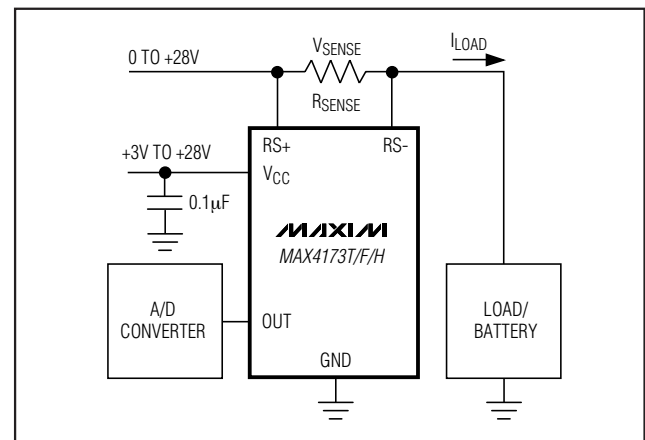 0 TO +28V
VSENSE
ILOAD
RSENSE
RS+
RS-
+3V TO +28V
VCC
0.1µF
MAXIM
MAX4173T/F/H
A/D
CONVERTER
OUT
LOAD/
BATTERY
GND